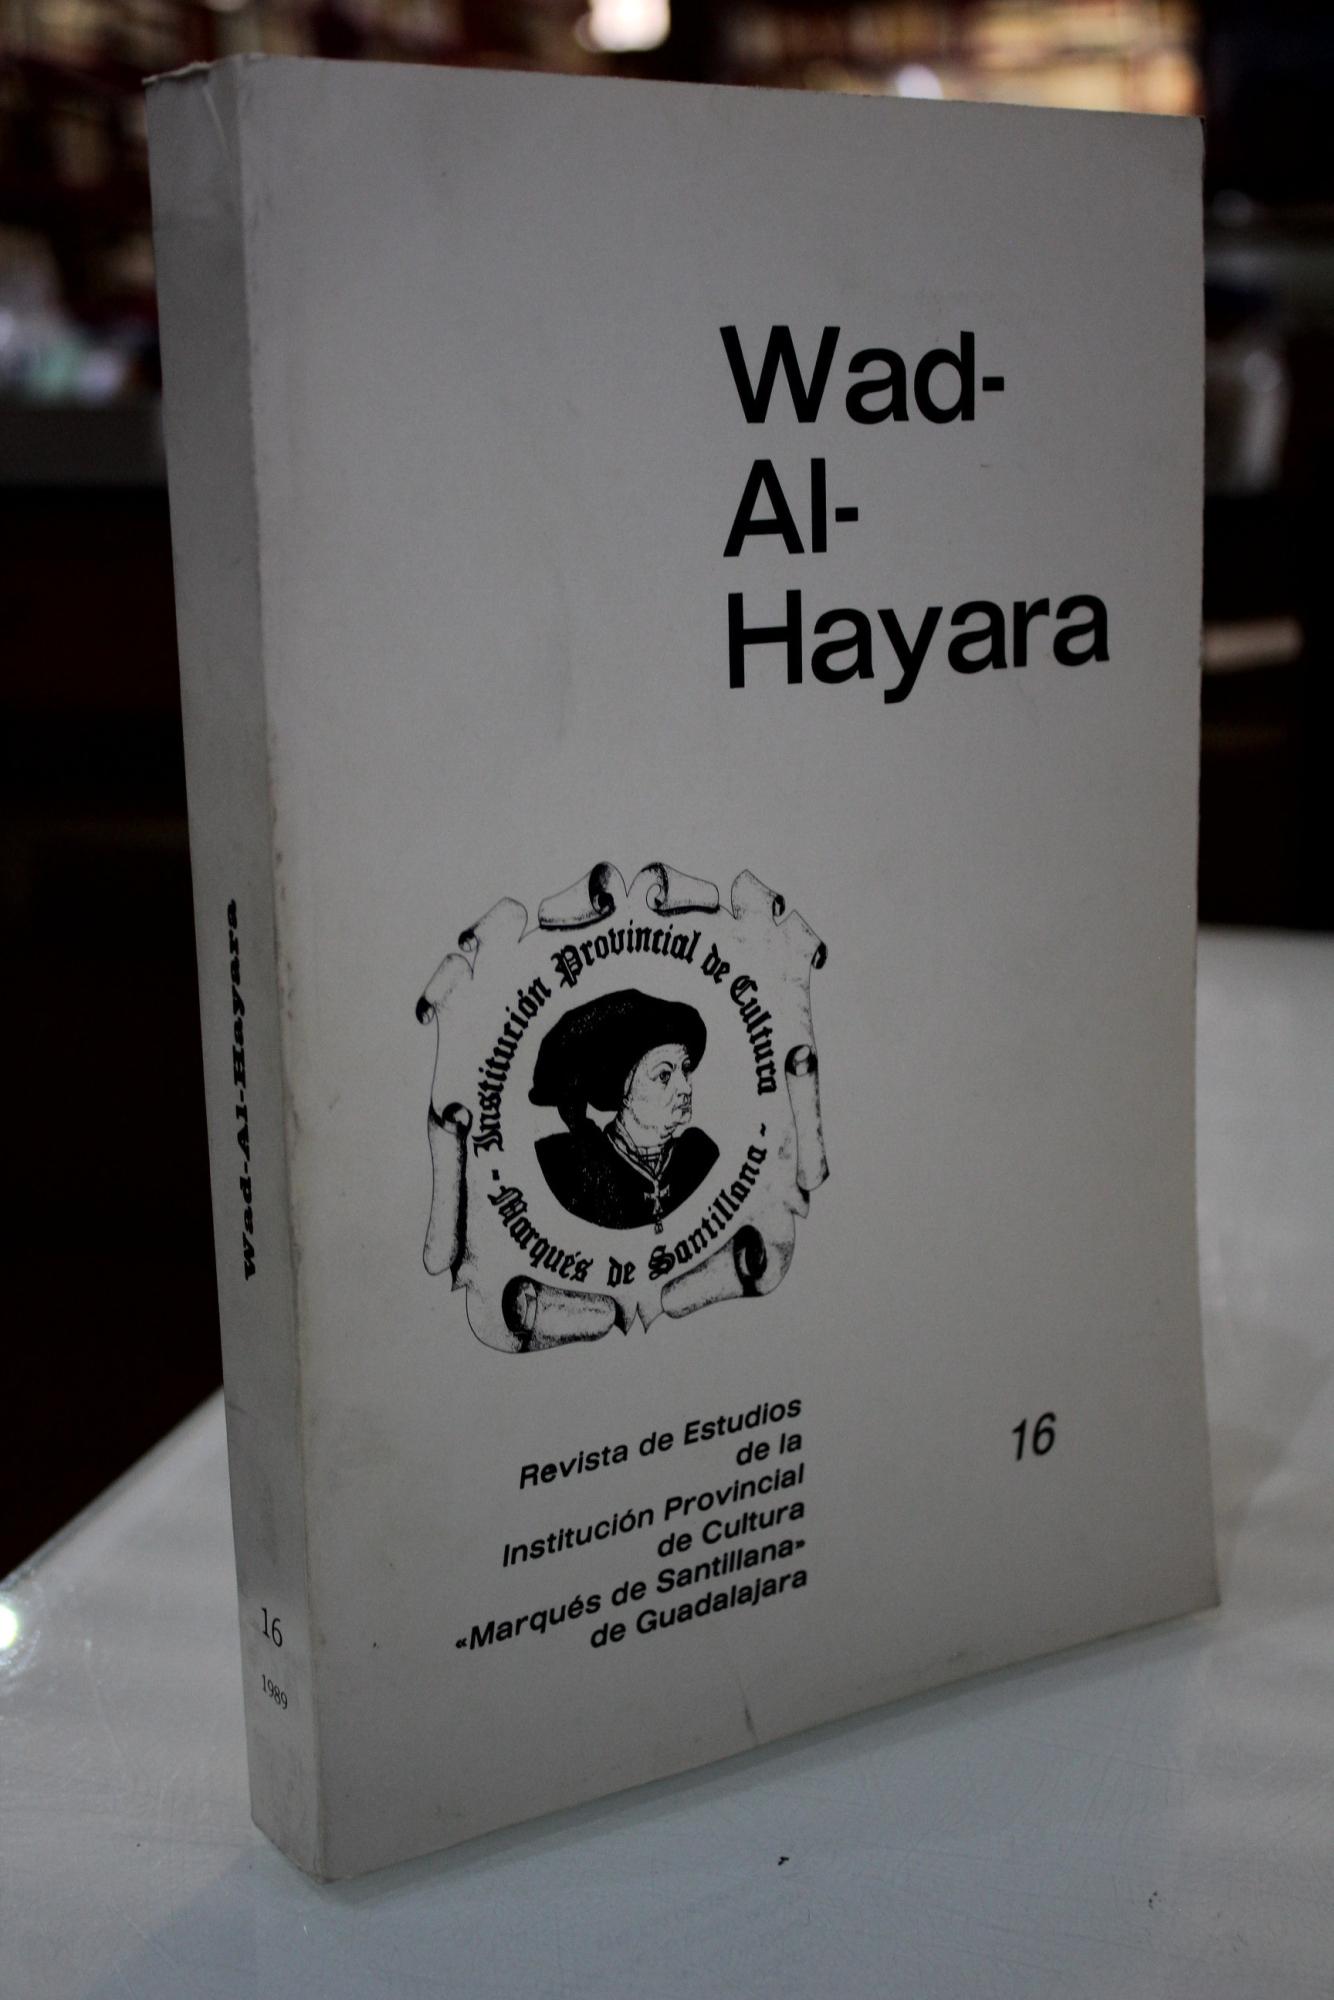 Wad-
Al-
Hayara
~ Institución Provincial de Cultura ~
Marqués de Santillana
Revista de Estudios
de la
Institución Provincial
de Cultura
«Marqués de Santillana»
de Guadalajara
16
Wad-Al-Hayara
16
1989